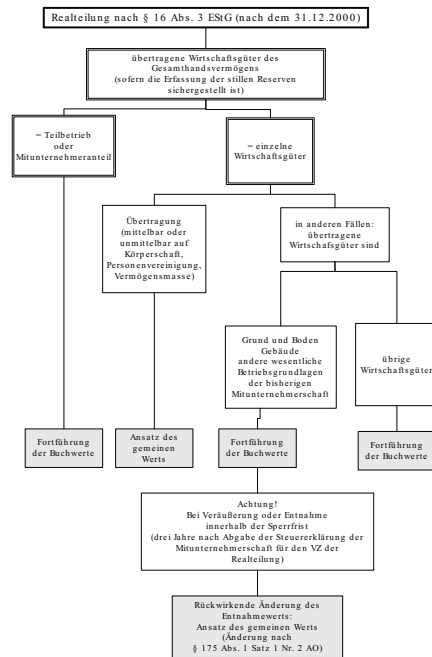 Realteilung nach § 16 Abs. 3 EStG (nach dem 31.12.2000)
übertragene Wirtschaftsgüter des
Gesamthandsvermögens
(sofern die Erfassung der stillen Reserven
sichergestellt ist)
= Teilbetrieb
oder
Mitunternehmeranteil
= einzelne
Wirtschaftsgüter
Übertragung
(mittelbar oder
unmittelbar auf
Körperschaft,
Personenvereinigung,
Vermögensmasse)
in anderen Fällen:
übertragene
Wirtschafsgüter sind
Grund und Boden
Gebäude
andere wesentliche
Betriebsgrundlagen
der bisherigen
Mitunternehmerschaft
übrige
Wirtschaftsgüter
Fortführung
der Buchwerte
Ansatz des
gemeinen
Werts
Fortführung
der Buchwerte
Fortführung
der Buchwerte
Achtung!
Bei Veräußerung oder Entnahme
innerhalb der Sperrfrist
(drei Jahre nach Abgabe der Steuererklärung der
Mitunternehmerschaft für den VZ der
Realteilung)
Rückwirkende Änderung des
Entnahmewerts:
Ansatz des gemeinen Werts
(Änderung nach
§ 175 Abs. 1 Satz 1 Nr. 2 AO)